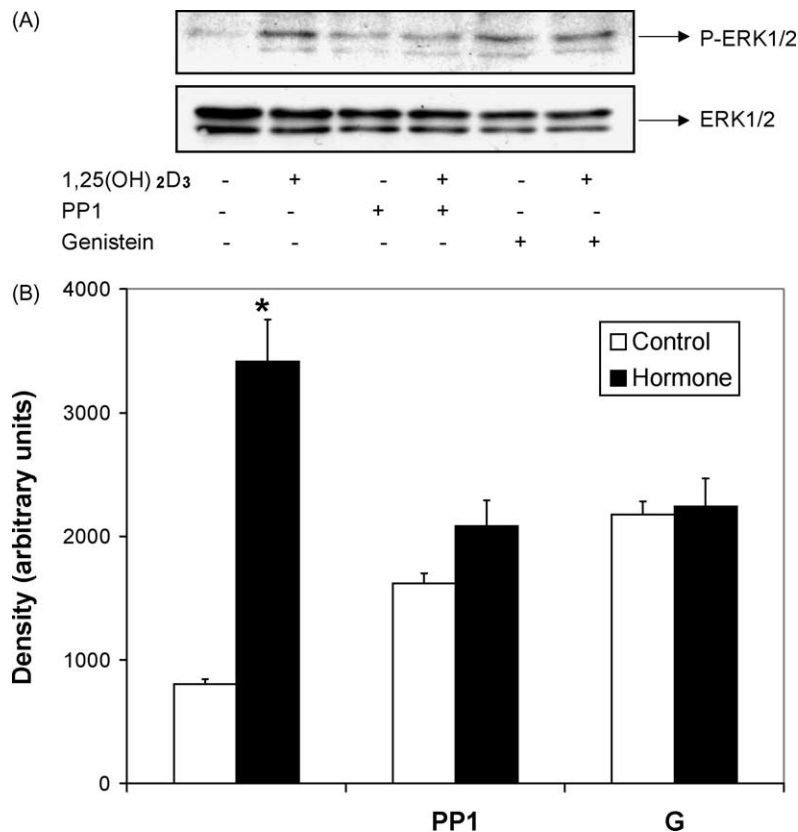 (A)
P-ERK1/2
ERK1/2
1,25(OH) 2D3 - + - + - +
PP1 - - + + - -
Genistein - - - - + +
(B)
4000
*
Control
Hormone
3000
2000
1000
0
Density (arbitrary units)
PP1 G